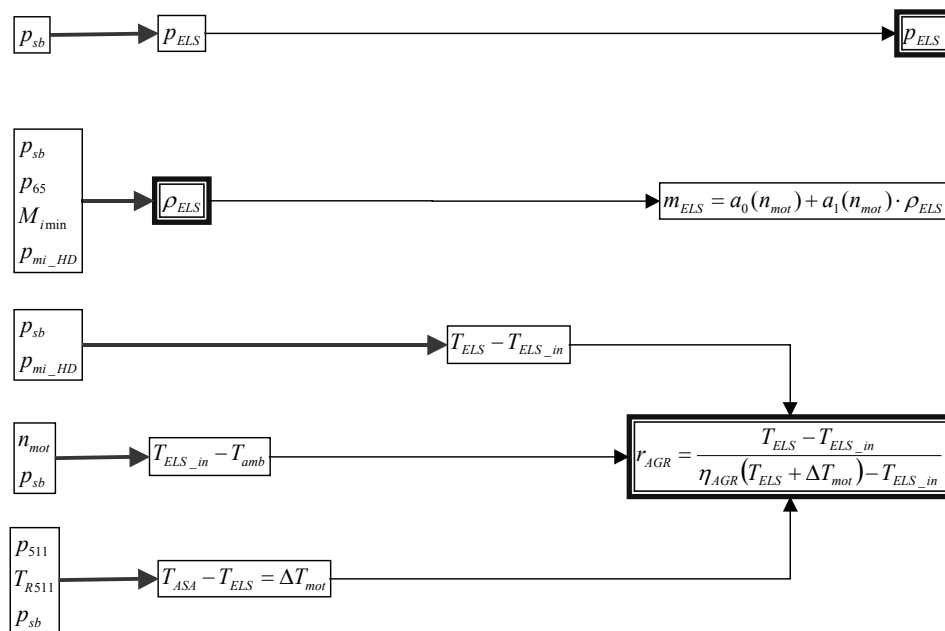 p_sb p_ELS p_ELS
p_sb
p_65
M_imin
p_mi_HD
ρ_ELS
m_ELS = a_0(n_mot) + a_1(n_mot) · ρ_ELS
p_sb
p_mi_HD
T_ELS − T_ELS_in
n_mot
p_sb
T_ELS_in − T_amb
r_AGR = (T_ELS − T_ELS_in) / (η_AGR(T_ELS + ΔT_mot) − T_ELS_in)
p_511
T_R511
p_sb
T_ASA − T_ELS = ΔT_mot